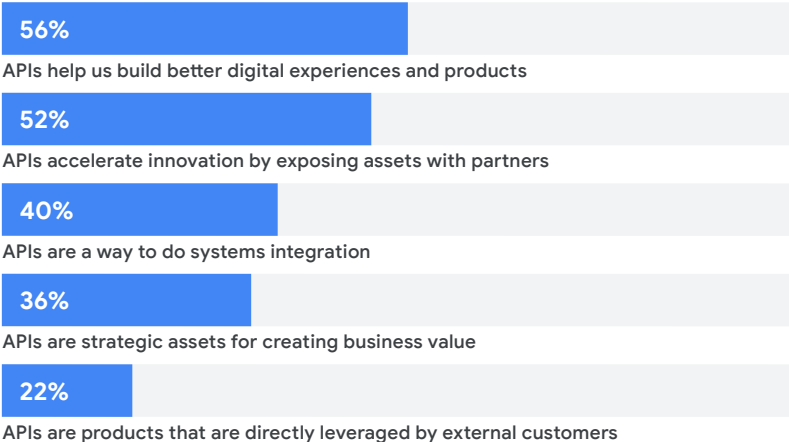 56%
APIs help us build better digital experiences and products
52%
APIs accelerate innovation by exposing assets with partners
40%
APIs are a way to do systems integration
36%
APIs are strategic assets for creating business value
22%
APIs are products that are directly leveraged by external customers